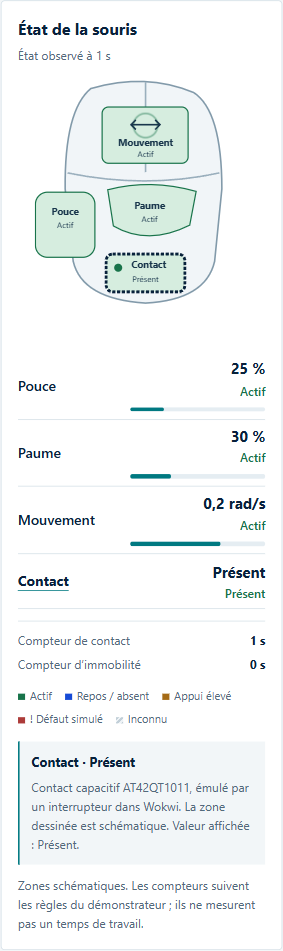 État de la souris
État observé à 1 s
Mouvement
Actif
Pouce
Actif
Paume
Actif
Contact
Présent
25 %
Pouce
Actif
30 %
Paume
Actif
0,2 rad/s
Mouvement
Actif
Présent
Contact
Présent
Compteur de contact 1 s
Compteur d'immobilité 0 s
Actif Repos / absent Appui élevé
! Défaut simulé Inconnu
Contact · Présent
Contact capacitif AT42QT1011, émulé par
un interrupteur dans Wokwi. La zone
dessinée est schématique. Valeur affichée
: Présent.
Zones schématiques. Les compteurs suivent
les règles du démonstrateur ; ils ne mesurent
pas un temps de travail.